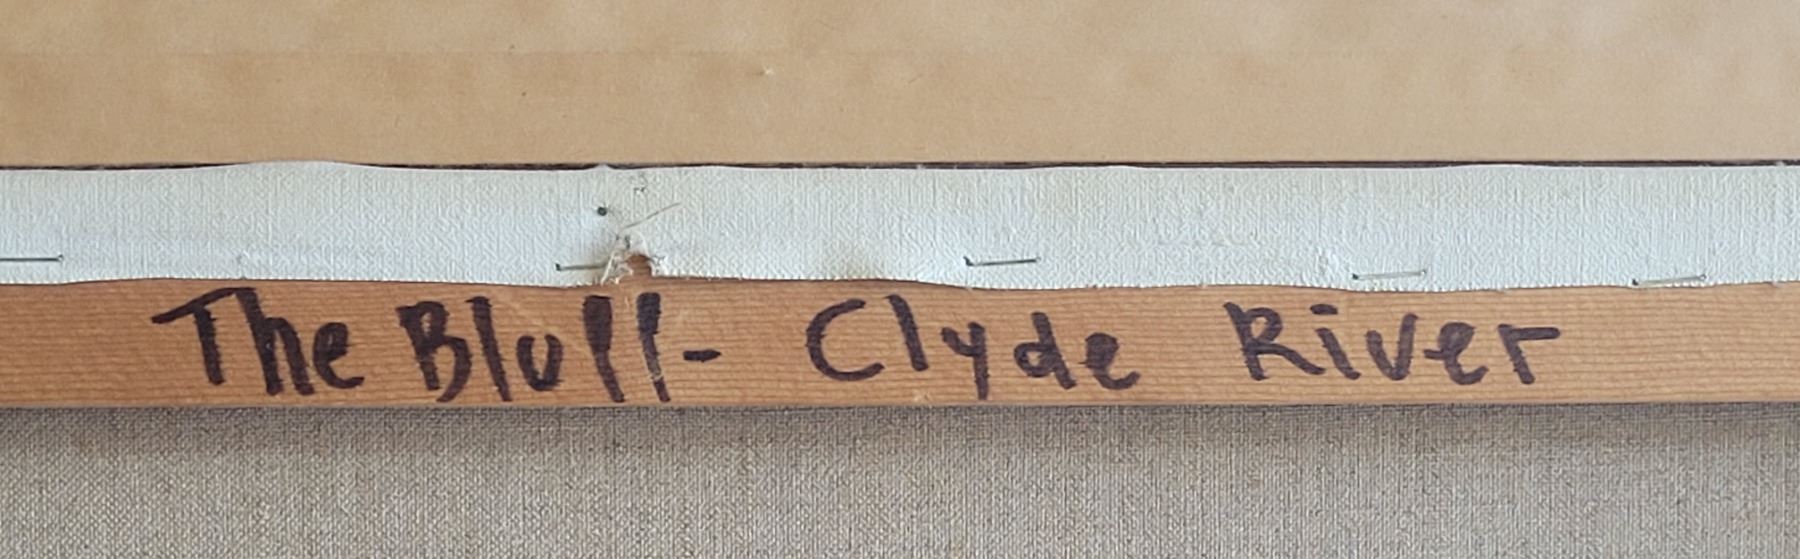 The Bluff - Clyde River